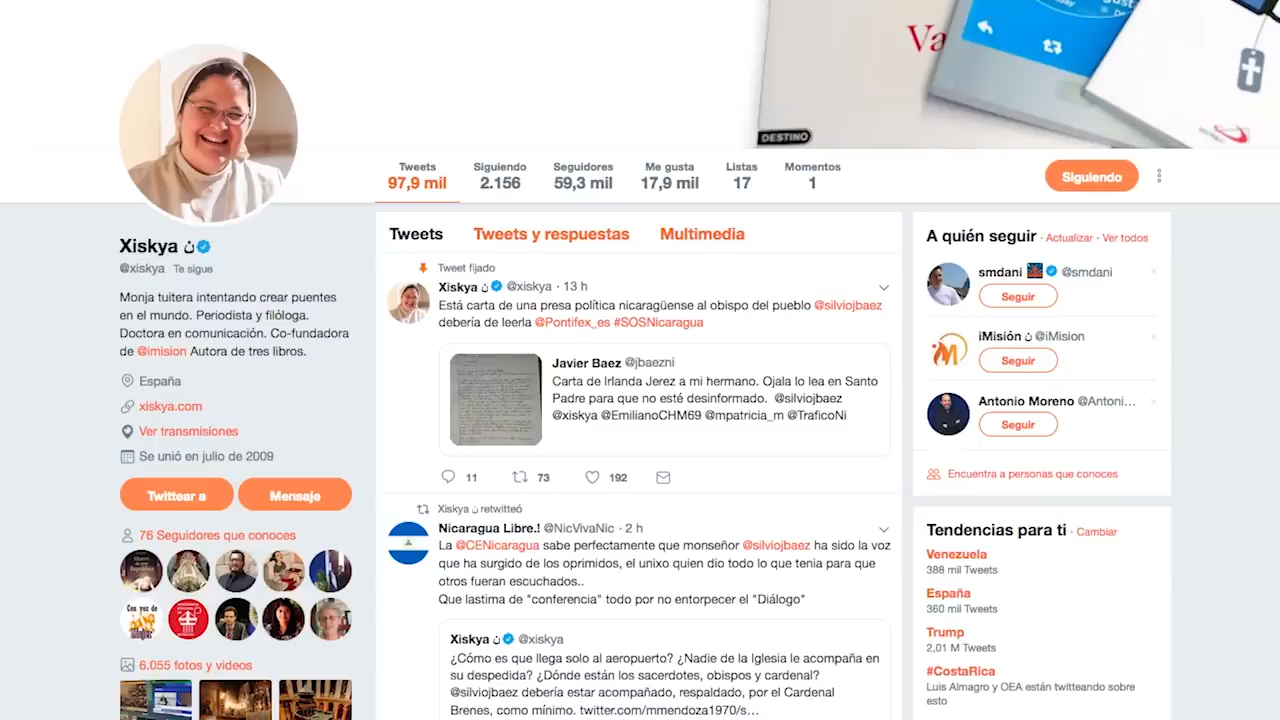 Va
DESTINO
Tweets
97,9 mil
Siguiendo
2.156
Seguidores
59,3 mil
Me gusta
17,9 mil
Listas
17
Momentos
1
Siguiendo
Xiskya ن
@xiskya Te sigue
Monja tuitera intentando crear puentes
en el mundo. Periodista y filóloga.
Doctora en comunicación. Co-fundadora
de @imision Autora de tres libros.
España
xiskya.com
Ver transmisiones
Se unió en julio de 2009
Twittear a
Mensaje
76 Seguidores que conoces
Con voz de
Mujer
6.055 fotos y videos
Tweets
Tweets y respuestas
Multimedia
Tweet fijado
Xiskya ن @xiskya · 13 h
Está carta de una presa política nicaragüense al obispo del pueblo @silviojbaez
debería de leerla @Pontifex_es #SOSNicaragua
Javier Baez @jbaezni
Carta de Irlanda Jerez a mi hermano. Ojala lo lea en Santo
Padre para que no esté desinformado. @silviojbaez
@xiskya @EmilianoCHM69 @mpatricia_m @TraficoNi
11
73
192
Xiskya ن retwitteó
Nicaragua Libre.! @NicVivaNic · 2 h
La @CENicaragua sabe perfectamente que monseñor @silviojbaez ha sido la voz
que ha surgido de los oprimidos, el unixo quien dio todo lo que tenia para que
otros fueran escuchados..
Que lastima de "conferencia" todo por no entorpecer el "Diálogo"
Xiskya ن @xiskya
¿Cómo es que llega solo al aeropuerto? ¿Nadie de la Iglesia le acompaña en
su despedida? ¿Dónde están los sacerdotes, obispos y cardenal?
@silviojbaez debería estar acompañado, respaldado, por el Cardenal
Brenes, como mínimo. twitter.com/mmendoza1970/s…
A quién seguir · Actualizar · Ver todos
smdani @smdani
Seguir
iMisión ن @iMision
Seguir
Antonio Moreno @Antoni...
Seguir
Encuentra a personas que conoces
Tendencias para ti · Cambiar
Venezuela
388 mil Tweets
España
360 mil Tweets
Trump
2,01 M Tweets
#CostaRica
Luis Almagro y OEA están twitteando sobre
esto